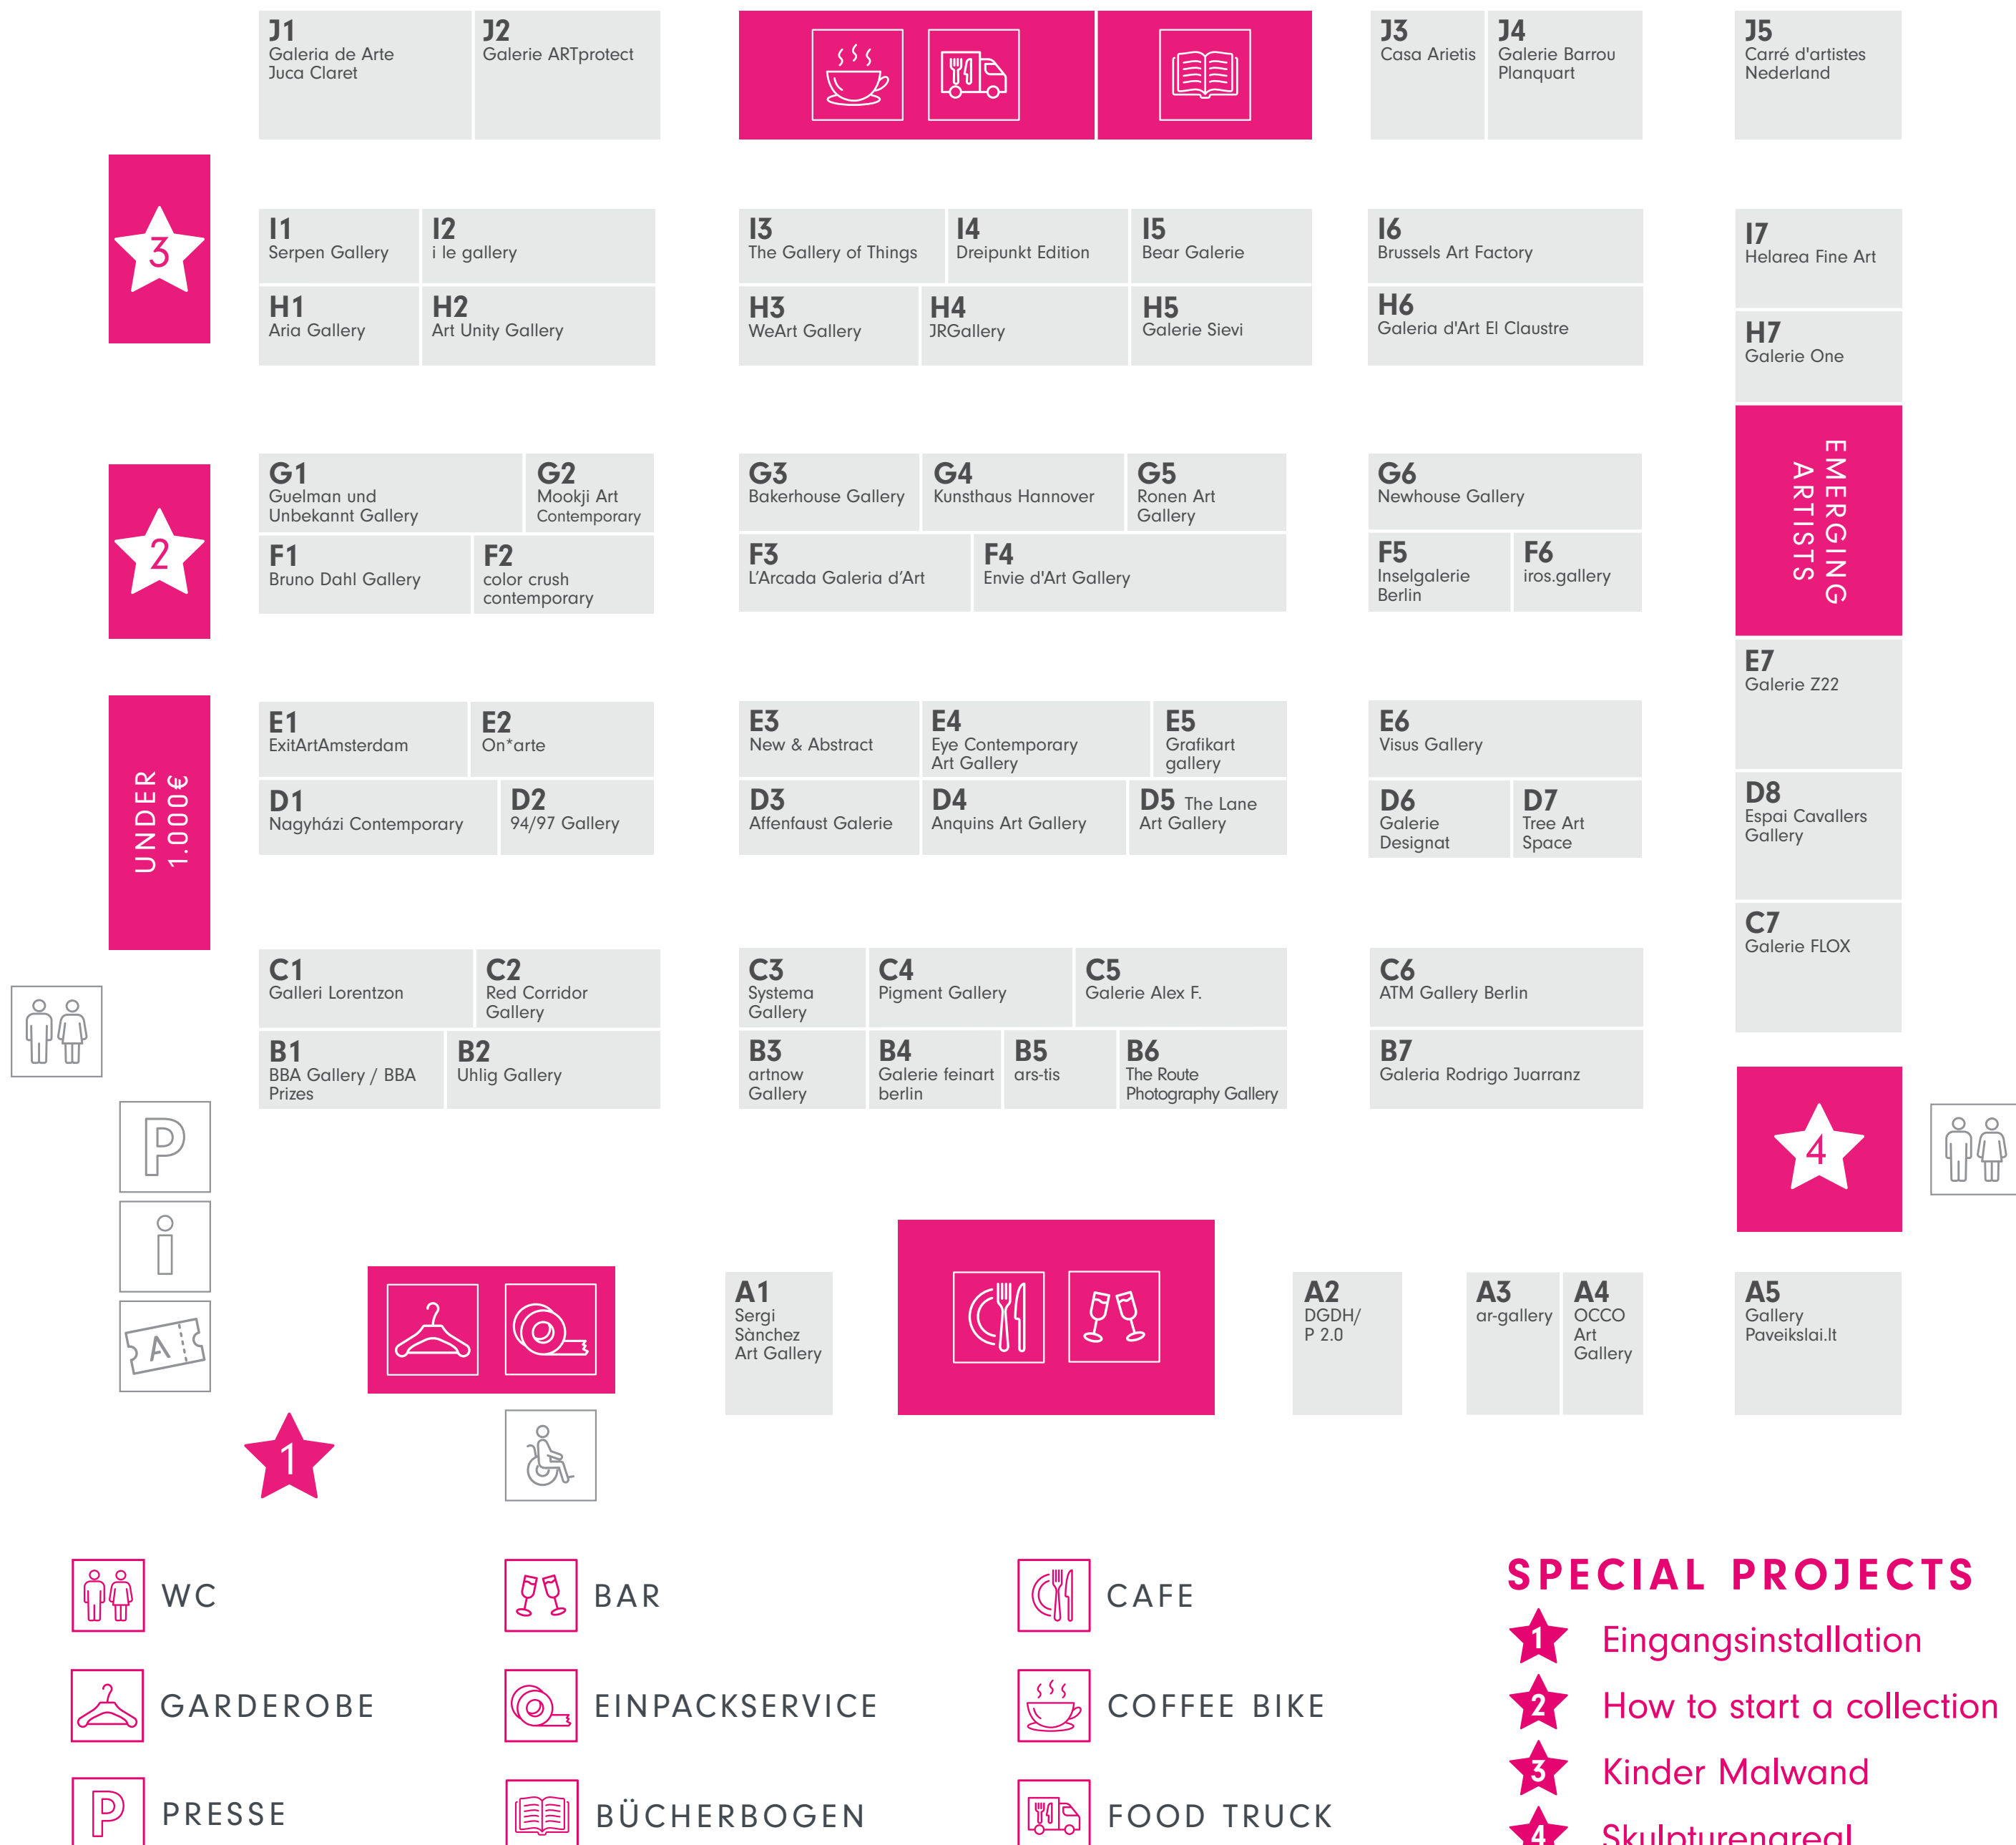 J1
Galeria de Arte
Juca Claret
J2
Galerie ARTprotect
J3
Casa Arietis
J4
Galerie Barrou
Planquart
J5
Carré d'artistes
Nederland
3
I1
Serpen Gallery
I2
i le gallery
I3
The Gallery of Things
I4
Dreipunkt Edition
I5
Bear Galerie
I6
Brussels Art Factory
I7
Helarea Fine Art
H1
Aria Gallery
H2
Art Unity Gallery
H3
WeArt Gallery
H4
JRGallery
H5
Galerie Sievi
H6
Galeria d'Art El Claustre
H7
Galerie One
2
G1
Guelman und
Unbekannt Gallery
G2
Mookji Art
Contemporary
G3
Bakerhouse Gallery
G4
Kunsthaus Hannover
G5
Ronen Art
Gallery
G6
Newhouse Gallery
EMERGING
ARTISTS
F1
Bruno Dahl Gallery
F2
color crush
contemporary
F3
L’Arcada Galeria d’Art
F4
Envie d'Art Gallery
F5
Inselgalerie
Berlin
F6
iros.gallery
UNDER
1.000€
E1
ExitArtAmsterdam
E2
On*arte
E3
New & Abstract
E4
Eye Contemporary
Art Gallery
E5
Grafikart
gallery
E6
Visus Gallery
E7
Galerie Z22
D1
Nagyházi Contemporary
D2
94/97 Gallery
D3
Affenfaust Galerie
D4
Anquins Art Gallery
D5 The Lane
Art Gallery
D6
Galerie
Designat
D7
Tree Art
Space
D8
Espai Cavallers
Gallery
C1
Galleri Lorentzon
C2
Red Corridor
Gallery
C3
Systema
Gallery
C4
Pigment Gallery
C5
Galerie Alex F.
C6
ATM Gallery Berlin
C7
Galerie FLOX
B1
BBA Gallery / BBA
Prizes
B2
Uhlig Gallery
B3
artnow
Gallery
B4
Galerie feinart
berlin
B5
ars-tis
B6
The Route
Photography Gallery
B7
Galeria Rodrigo Juarranz
P
i
A
4
A1
Sergi
Sànchez
Art Gallery
A2
DGDH/
P 2.0
A3
ar-gallery
A4
OCCO
Art
Gallery
A5
Gallery
Paveikslai.lt
1
WC
BAR
CAFE
GARDEROBE
EINPACKSERVICE
COFFEE BIKE
P
PRESSE
BÜCHERBOGEN
FOOD TRUCK
SPECIAL PROJECTS
1 Eingangsinstallation
2 How to start a collection
3 Kinder Malwand
4 Skulpturenareal